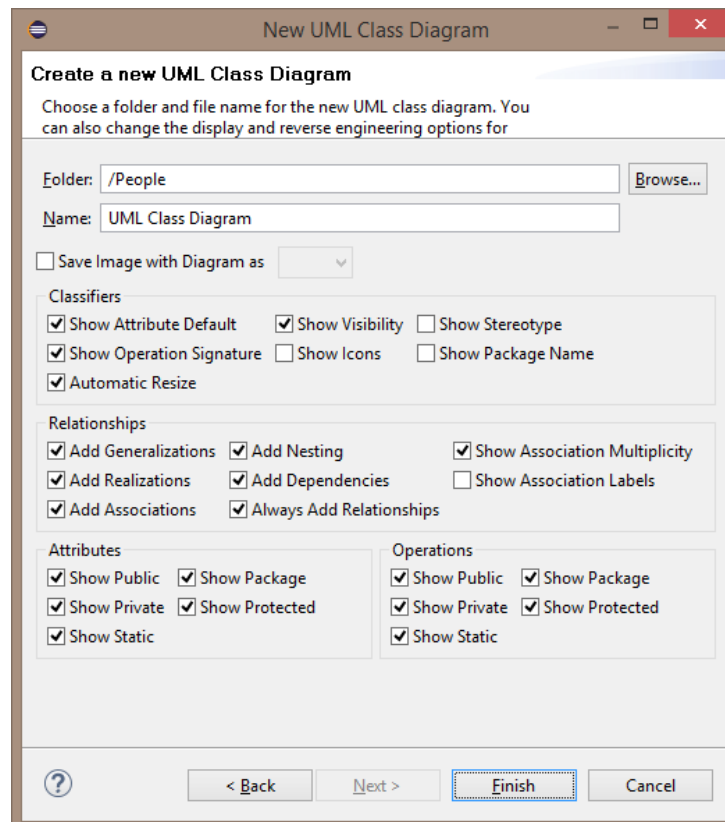 New UML Class Diagram
Create a new UML Class Diagram
Choose a folder and file name for the new UML class diagram. You
can also change the display and reverse engineering options for
Folder: /People Browse...
Name: UML Class Diagram
Save Image with Diagram as
Classifiers
Show Attribute Default Show Visibility Show Stereotype
Show Operation Signature Show Icons Show Package Name
Automatic Resize
Relationships
Add Generalizations Add Nesting Show Association Multiplicity
Add Realizations Add Dependencies Show Association Labels
Add Associations Always Add Relationships
Attributes Operations
Show Public Show Package Show Public Show Package
Show Private Show Protected Show Private Show Protected
Show Static Show Static
? < Back Next > Finish Cancel